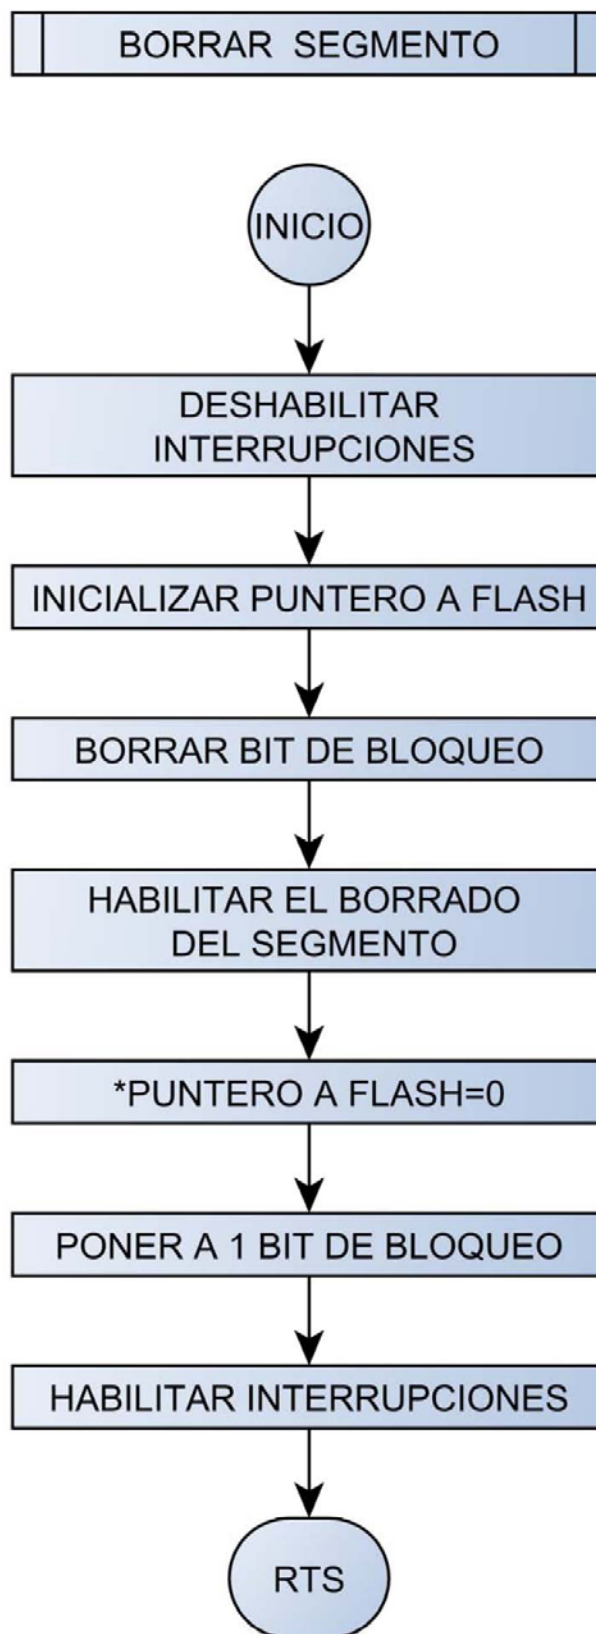 BORRAR SEGMENTO
INICIO
DESHABILITAR
INTERRUPCIONES
INICIALIZAR PUNTERO A FLASH
BORRAR BIT DE BLOQUEO
HABILITAR EL BORRADO
DEL SEGMENTO
*PUNTERO A FLASH=0
PONER A 1 BIT DE BLOQUEO
HABILITAR INTERRUPCIONES
RTS